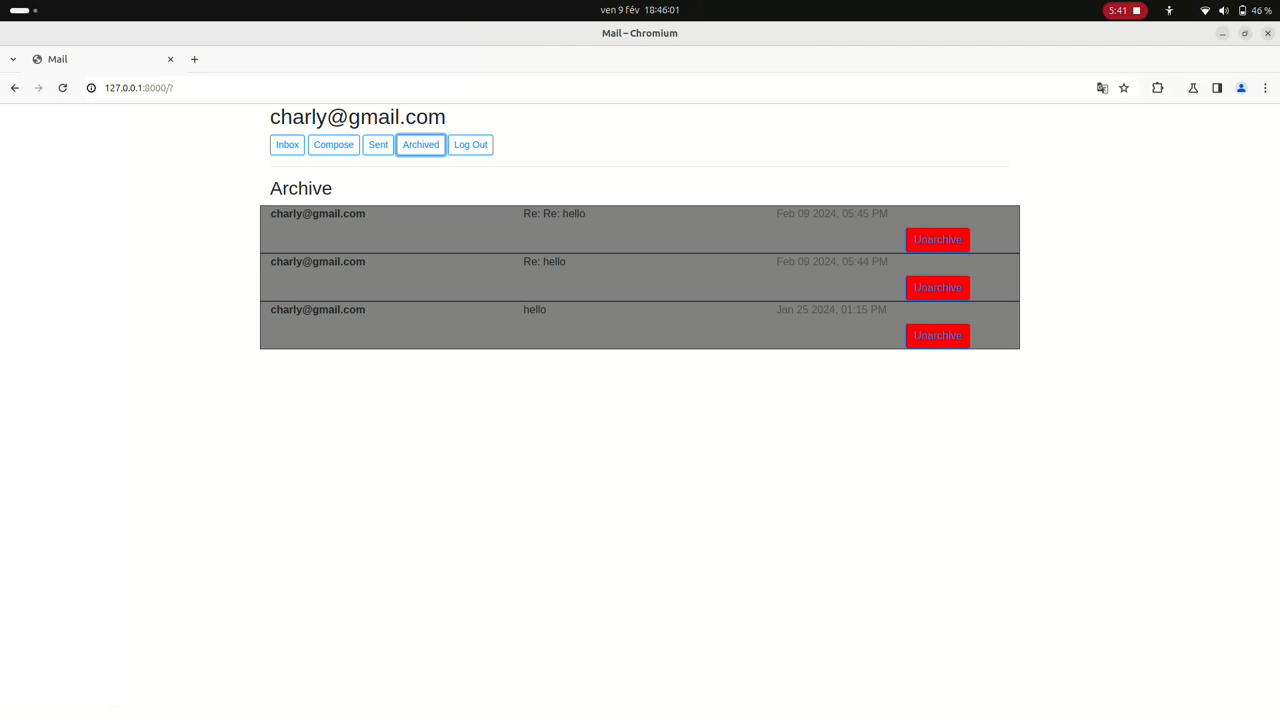 ven 9 fév 18:46:01
5:41
46 %
Mail – Chromium
Mail
127.0.0.1:8000/?
charly@gmail.com
Inbox Compose Sent Archived Log Out
Archive
charly@gmail.com Re: Re: hello Feb 09 2024, 05:45 PM
Unarchive
charly@gmail.com Re: hello Feb 09 2024, 05:44 PM
Unarchive
charly@gmail.com hello Jan 25 2024, 01:15 PM
Unarchive